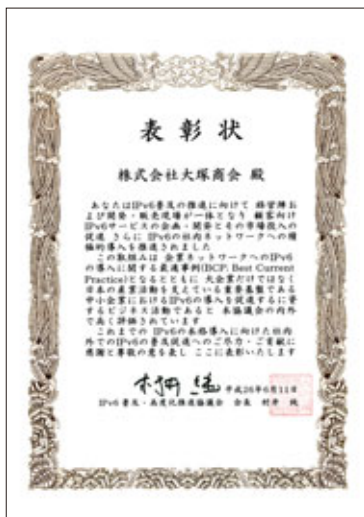 表彰状
株式会社大塚商会 殿
あなたはIPv6普及の推進に向けて 経営陣お
よび開発・販売現場が一体となり 顧客向け
IPv6サービスの企画・開発とその市場投入の
促進 さらに IPv6の社内ネットワークへの積
極的導入を推進されました
この取組みは 企業ネットワークへのIPv6
の導入に関する最適事例(BCP, Best Current
Practice)となるとともに 大企業だけではなく
日本の産業活動を支えている重要基盤である
中小企業におけるIPv6の導入を促進するに資
するビジネス活動であると 本協議会の内外
で高く評価されています
これまでの IPv6の本格導入に向けた社内
外でのIPv6の普及促進へのご尽力・ご貢献に
感謝と尊敬の意を表し ここに表彰いたします
平成26年6月11日
IPv6普及・高度化推進協議会 会長 村井 純